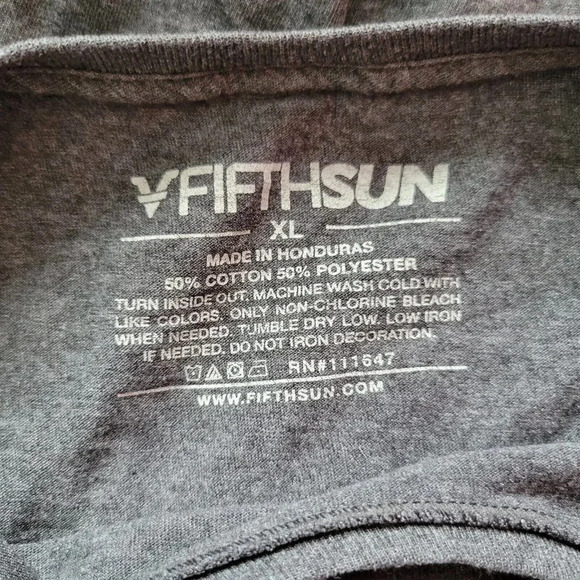 FIFTHSUN
XL
MADE IN HONDURAS
50% COTTON 50% POLYESTER
TURN INSIDE OUT. MACHINE WASH COLD WITH
LIKE COLORS. ONLY NON-CHLORINE BLEACH
WHEN NEEDED. TUMBLE DRY LOW. LOW IRON
IF NEEDED. DO NOT IRON DECORATION.
RN#111647
WWW.FIFTHSUN.COM